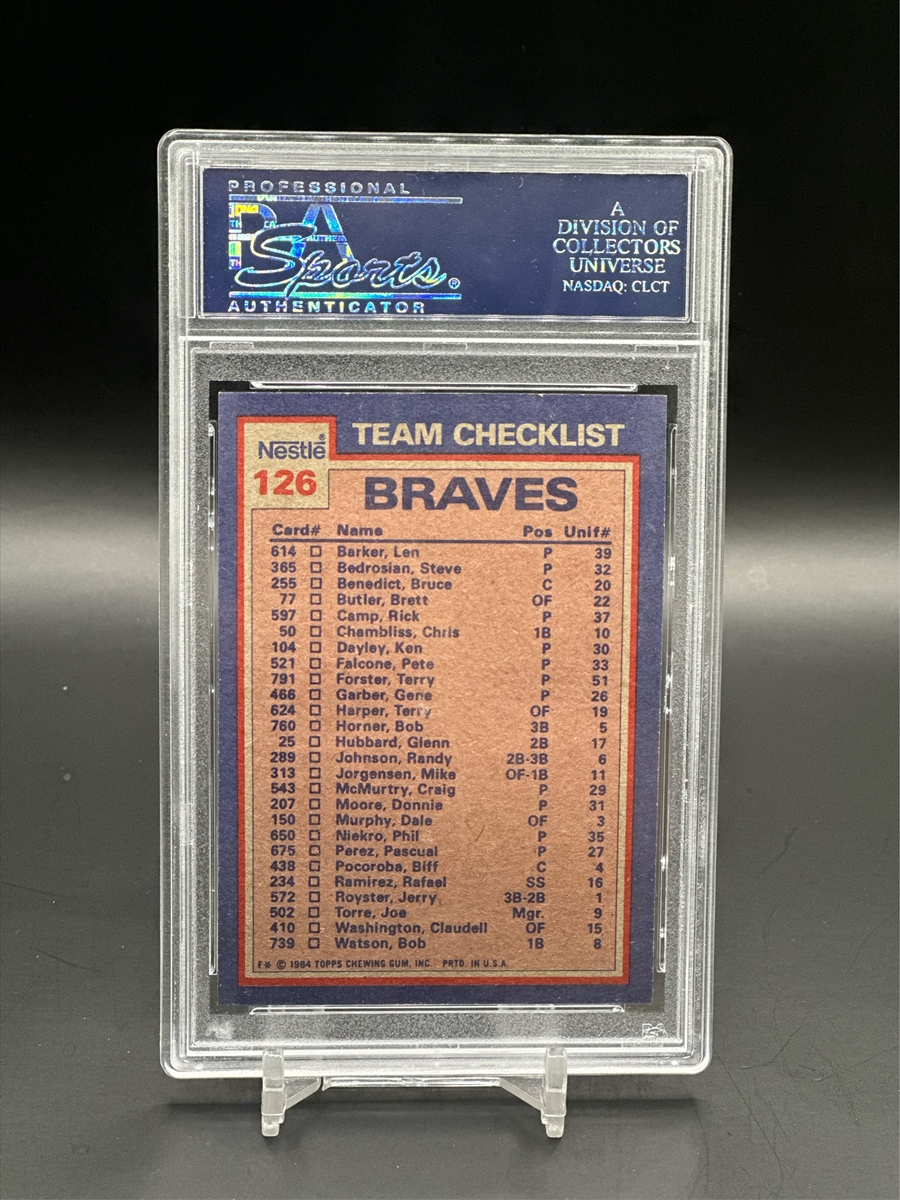 PROFESSIONAL
PSA
Sports®
AUTHENTICATOR
A
DIVISION OF
COLLECTORS
UNIVERSE
NASDAQ: CLCT
Nestlé®
126
TEAM CHECKLIST
BRAVES
Card# Name Pos Unif#
614 □ Barker, Len P 39
365 □ Bedrosian, Steve P 32
255 □ Benedict, Bruce C 20
77 □ Butler, Brett OF 22
597 □ Camp, Rick P 37
50 □ Chambliss, Chris 1B 10
104 □ Dayley, Ken P 30
521 □ Falcone, Pete P 33
791 □ Forster, Terry P 51
466 □ Garber, Gene P 26
624 □ Harper, Terry OF 19
760 □ Horner, Bob 3B 5
25 □ Hubbard, Glenn 2B 17
289 □ Johnson, Randy 2B-3B 6
313 □ Jorgensen, Mike OF-1B 11
543 □ McMurtry, Craig P 29
207 □ Moore, Donnie P 31
150 □ Murphy, Dale OF 3
650 □ Niekro, Phil P 35
675 □ Perez, Pascual P 27
438 □ Pocoroba, Biff C 4
234 □ Ramirez, Rafael SS 16
572 □ Royster, Jerry 3B-2B 1
502 □ Torre, Joe Mgr. 9
410 □ Washington, Claudell OF 15
739 □ Watson, Bob 1B 8
F* © 1984 TOPPS CHEWING GUM, INC. PRTD. IN U.S.A.